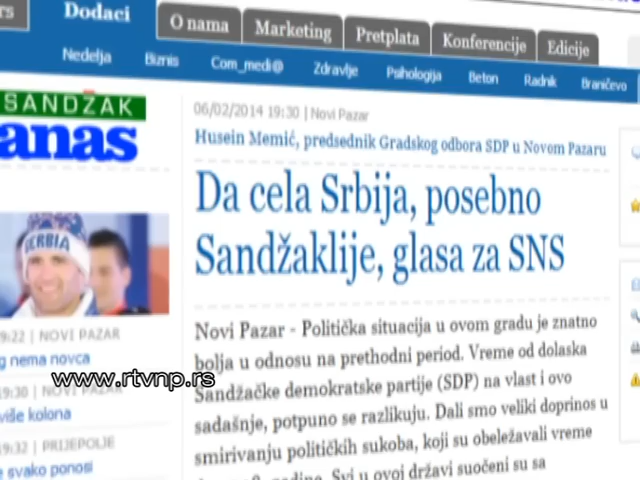 rs
Dodaci
O nama
Marketing
Pretplata
Konferencije
Edicije
Nedelja
Biznis
Com_medi@
Zdravlje
Psihologija
Beton
Radnik
Braničevo
SANDŽAK
anas
06/02/2014 19:30 | Novi Pazar
Husein Memić, predsednik Gradskog odbora SDP u Novom Pazaru
Da cela Srbija, posebno
Sandžaklije, glasa za SNS
SERBIA
Novi Pazar - Politička situacija u ovom gradu je znatno
bolja u odnosu na prethodni period. Vreme od dolaska
Sandžačke demokratske partije (SDP) na vlast i ovo
sadašnje, potpuno se razlikuju. Dali smo veliki doprinos u
smirivanju političkih sukoba, koji su obeležavali vreme
godine. Svi u ovoj državi suočeni su sa
9:22 | NOVI PAZAR
g nema novca
www.rtvnp.rs
9:30 | NOVI PAZAR
više kolona
9:32 | PRIJEPOLJE
e svako ponosi